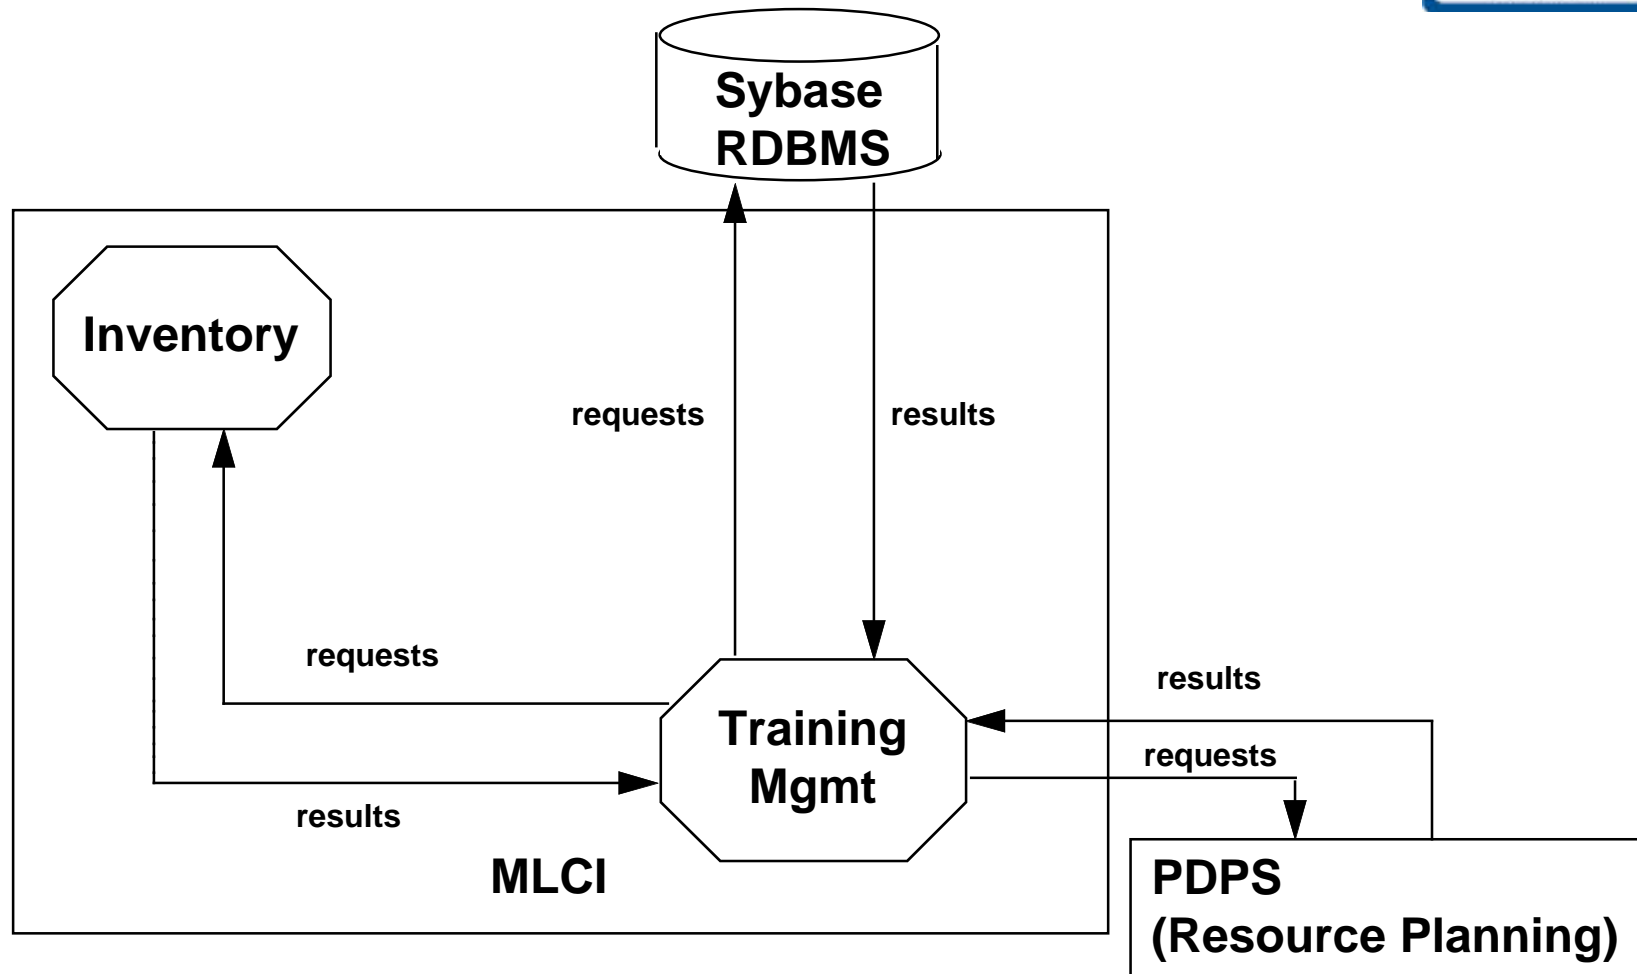 Sybase
RDBMS
Inventory
requests
results
requests
results
Training
Mgmt
results
requests
MLCI
PDPS
(Resource Planning)